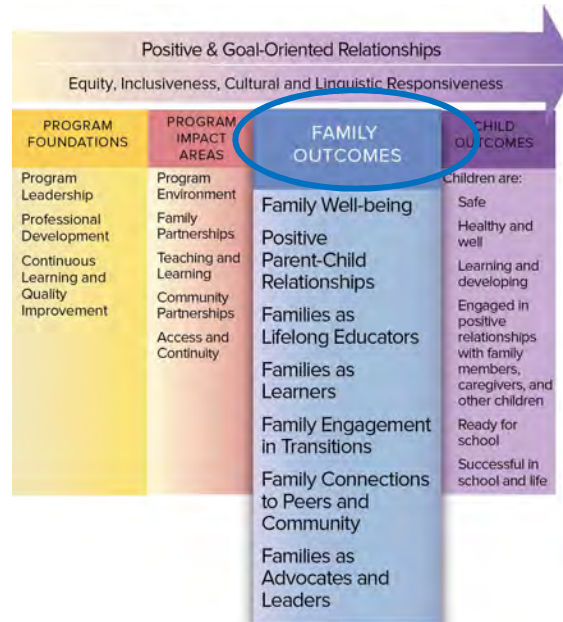 Positive & Goal-Oriented Relationships
Equity, Inclusiveness, Cultural and Linguistic Responsiveness
PROGRAM
FOUNDATIONS
Program
Leadership
Professional
Development
Continuous
Learning and
Quality
Improvement
PROGRAM
IMPACT
AREAS
Program
Environment
Family
Partnerships
Teaching and
Learning
Community
Partnerships
Access and
Continuity
FAMILY
OUTCOMES
Family Well-being
Positive
Parent-Child
Relationships
Families as
Lifelong Educators
Families as
Learners
Family Engagement
in Transitions
Family Connections
to Peers and
Community
Families as
Advocates and
Leaders
CHILD
OUTCOMES
Children are:
Safe
Healthy and
well
Learning and
developing
Engaged in
positive
relationships
with family
members,
caregivers, and
other children
Ready for
school
Successful in
school and life